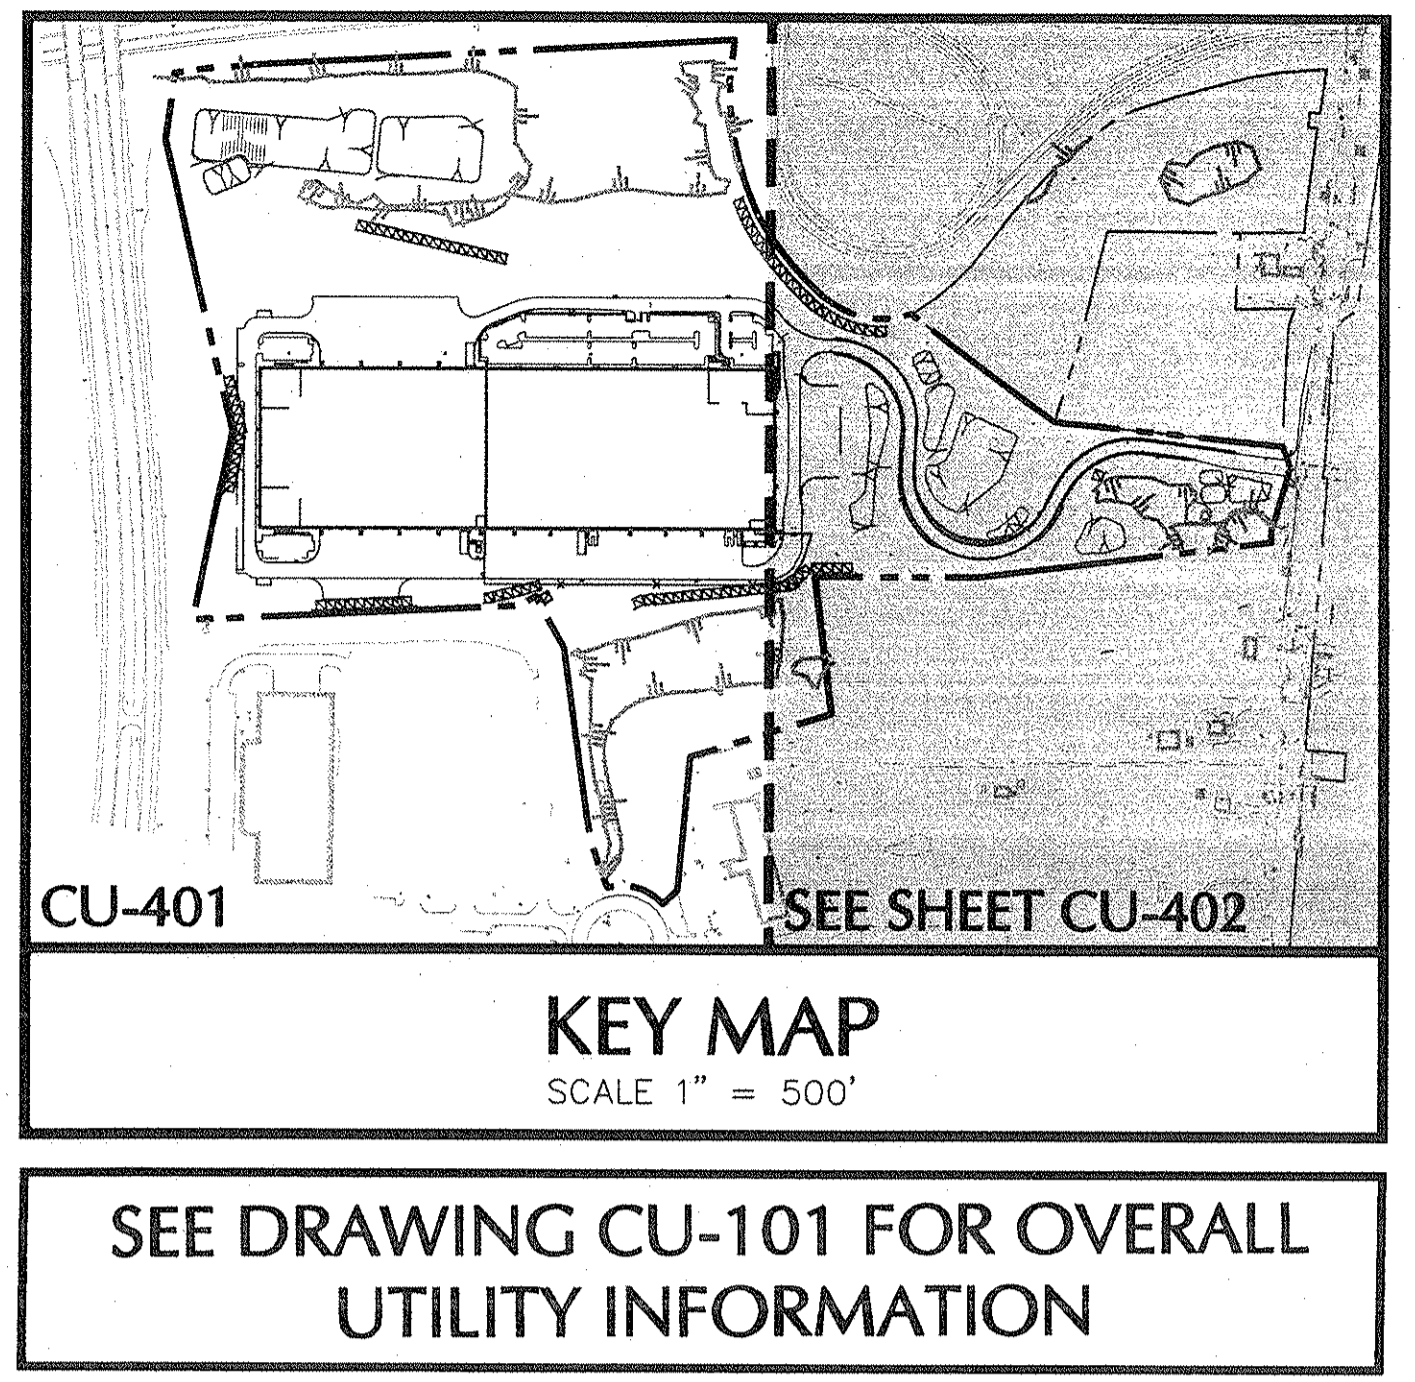 CU-401
SEE SHEET CU-402
KEY MAP
SCALE 1" = 500'
SEE DRAWING CU-101 FOR OVERALL
UTILITY INFORMATION